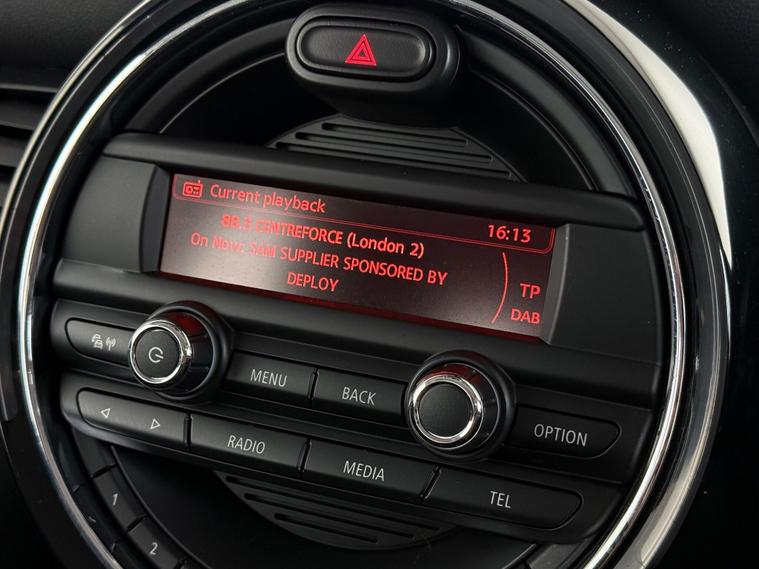 Current playback
16:13
88.3 CENTREFORCE (London 2)
On Now: SAM SUPPLIER SPONSORED BY
DEPLOY
TP
DAB
MENU
BACK
OPTION
RADIO
MEDIA
TEL
1
2